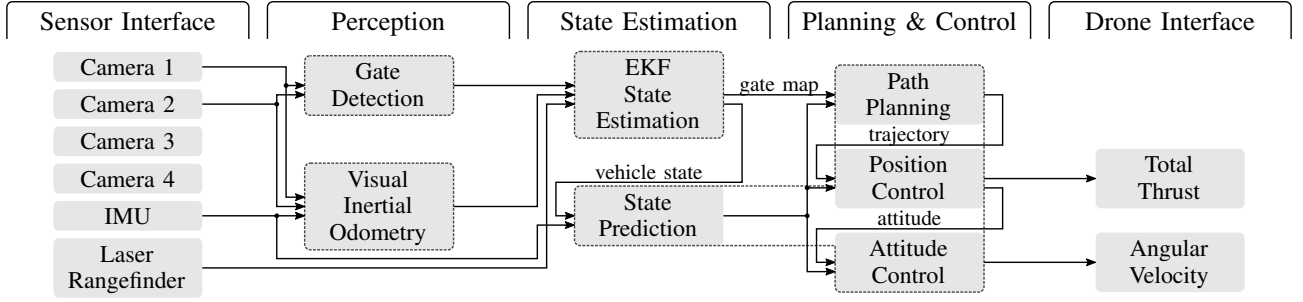 Sensor Interface
Perception
State Estimation
Planning & Control
Drone Interface
Camera 1
Camera 2
Camera 3
Camera 4
IMU
Laser
Rangefinder
Gate
Detection
Visual
Inertial
Odometry
EKF
State
Estimation
gate map
vehicle state
State
Prediction
Path
Planning
trajectory
Position
Control
attitude
Attitude
Control
Total
Thrust
Angular
Velocity